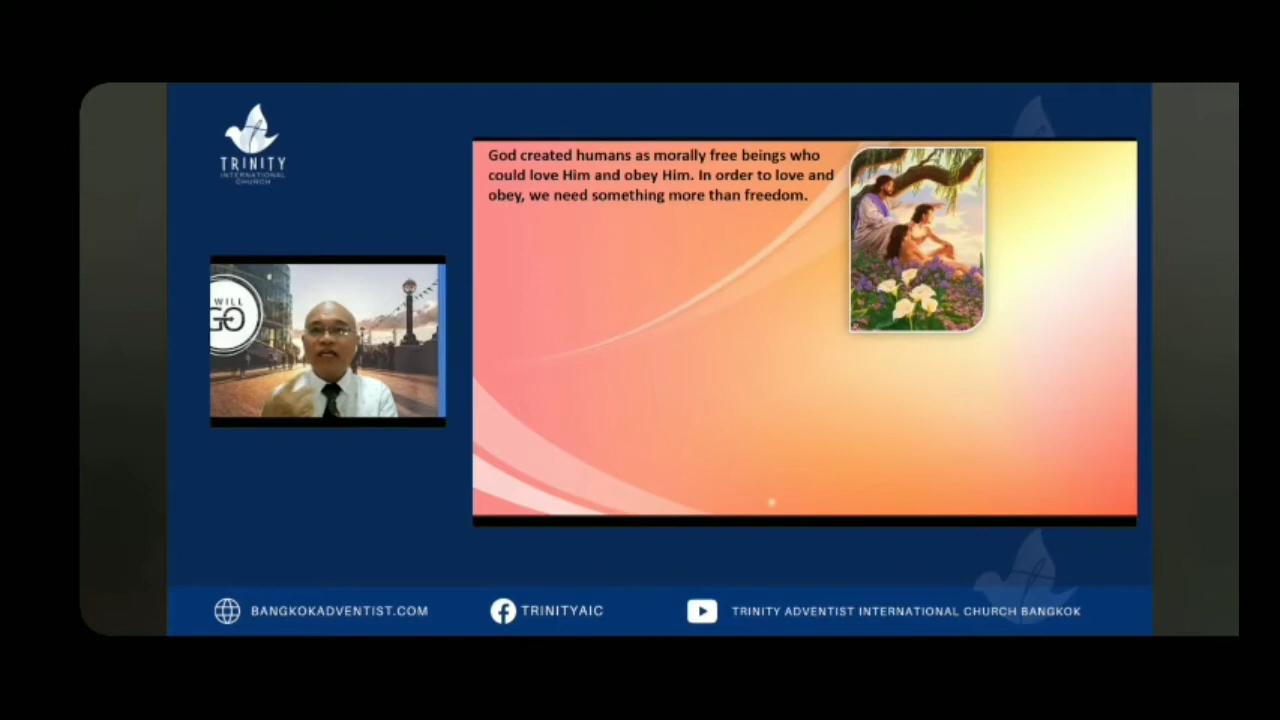 TRINITY
INTERNATIONAL
CHURCH
God created humans as morally free beings who
could love Him and obey Him. In order to love and
obey, we need something more than freedom.
WILL
GO
BANGKOKADVENTIST.COM
TRINITYAIC
TRINITY ADVENTIST INTERNATIONAL CHURCH BANGKOK